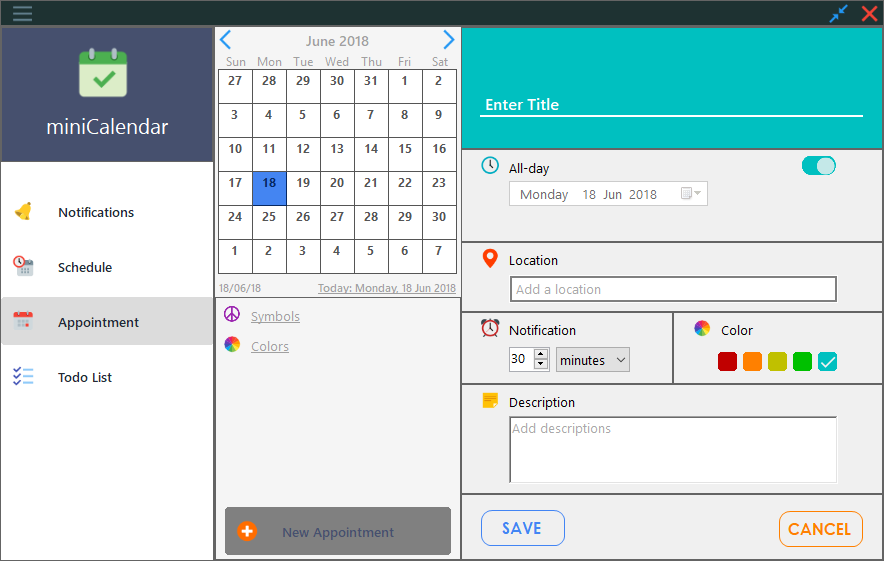 miniCalendar
Notifications
Schedule
Appointment
Todo List
June 2018
Sun Mon Tue Wed Thu Fri Sat
27 28 29 30 31 1 2
3 4 5 6 7 8 9
10 11 12 13 14 15 16
17 18 19 20 21 22 23
24 25 26 27 28 29 30
1 2 3 4 5 6 7
18/06/18 Today: Monday, 18 Jun 2018
Symbols
Colors
New Appointment
Enter Title
All-day
Monday 18 Jun 2018
Location
Add a location
Notification
30 minutes
Color
Description
Add descriptions
SAVE CANCEL